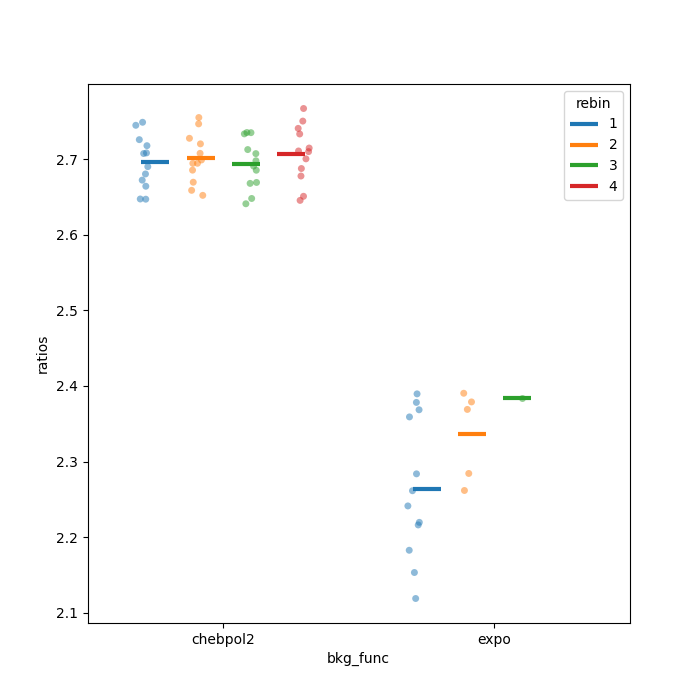 rebin
1
2
3
4
2.7
2.6
2.5
2.4
2.3
2.2
2.1
ratios
chebpol2 expo
bkg_func